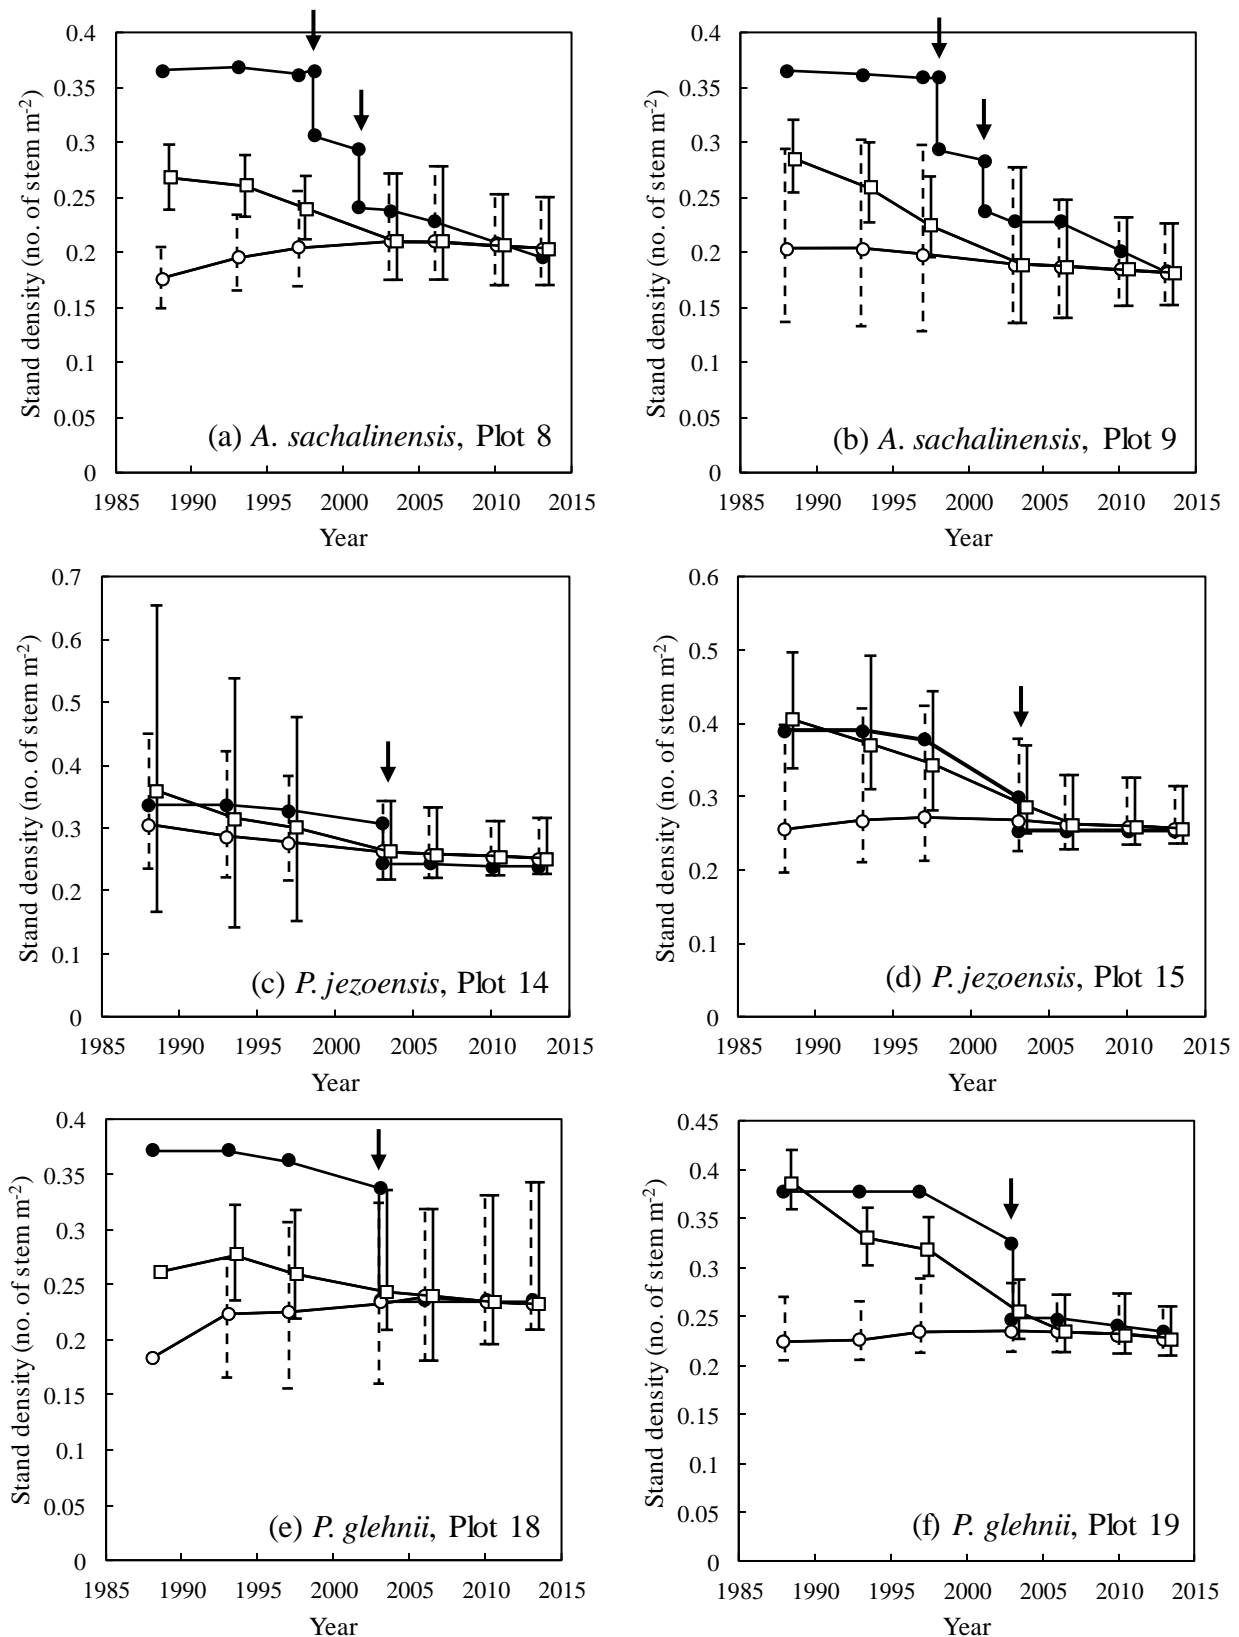 0.4
0.35
0.3
0.25
0.2
0.15
0.1
0.05
0
Stand density (no. of stem m-2)
(a) A. sachalinensis, Plot 8
1985 1990 1995 2000 2005 2010 2015
Year
0.4
0.35
0.3
0.25
0.2
0.15
0.1
0.05
0
Stand density (no. of stem m-2)
(b) A. sachalinensis, Plot 9
1985 1990 1995 2000 2005 2010 2015
Year
0.7
0.6
0.5
0.4
0.3
0.2
0.1
0
Stand density (no. of stem m-2)
(c) P. jezoensis, Plot 14
1985 1990 1995 2000 2005 2010 2015
Year
0.6
0.5
0.4
0.3
0.2
0.1
0
Stand density (no. of stem m-2)
(d) P. jezoensis, Plot 15
1985 1990 1995 2000 2005 2010 2015
Year
0.4
0.35
0.3
0.25
0.2
0.15
0.1
0.05
0
Stand density (no. of stem m-2)
(e) P. glehnii, Plot 18
1985 1990 1995 2000 2005 2010 2015
Year
0.45
0.4
0.35
0.3
0.25
0.2
0.15
0.1
0.05
0
Stand density (no. of stem m-2)
(f) P. glehnii, Plot 19
1985 1990 1995 2000 2005 2010 2015
Year